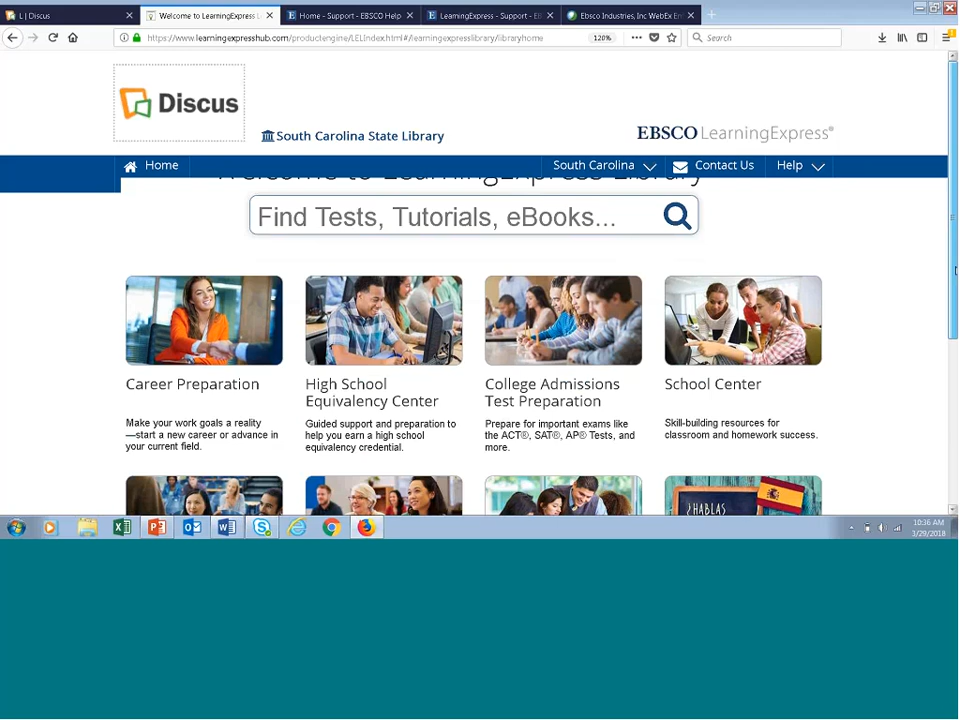 L | Discus
Welcome to LearningExpress L
Home - Support - EBSCO Help
LearningExpress - Support - EB
Ebsco Industries, Inc WebEx En
https://www.learningexpresshub.com/productengine/LELIndex.html#/learningexpresslibrary/libraryhome
120%
Search
Discus
South Carolina State Library
EBSCO LearningExpress®
Home
South Carolina
Contact Us
Help
Welcome to LearningExpress Library
Find Tests, Tutorials, eBooks...
Career Preparation
Make your work goals a reality
—start a new career or advance in
your current field.
High School
Equivalency Center
Guided support and preparation to
help you earn a high school
equivalency credential.
College Admissions
Test Preparation
Prepare for important exams like
the ACT®, SAT®, AP® Tests, and
more.
School Center
Skill-building resources for
classroom and homework success.
¿HABLAS
10:36 AM
3/29/2018